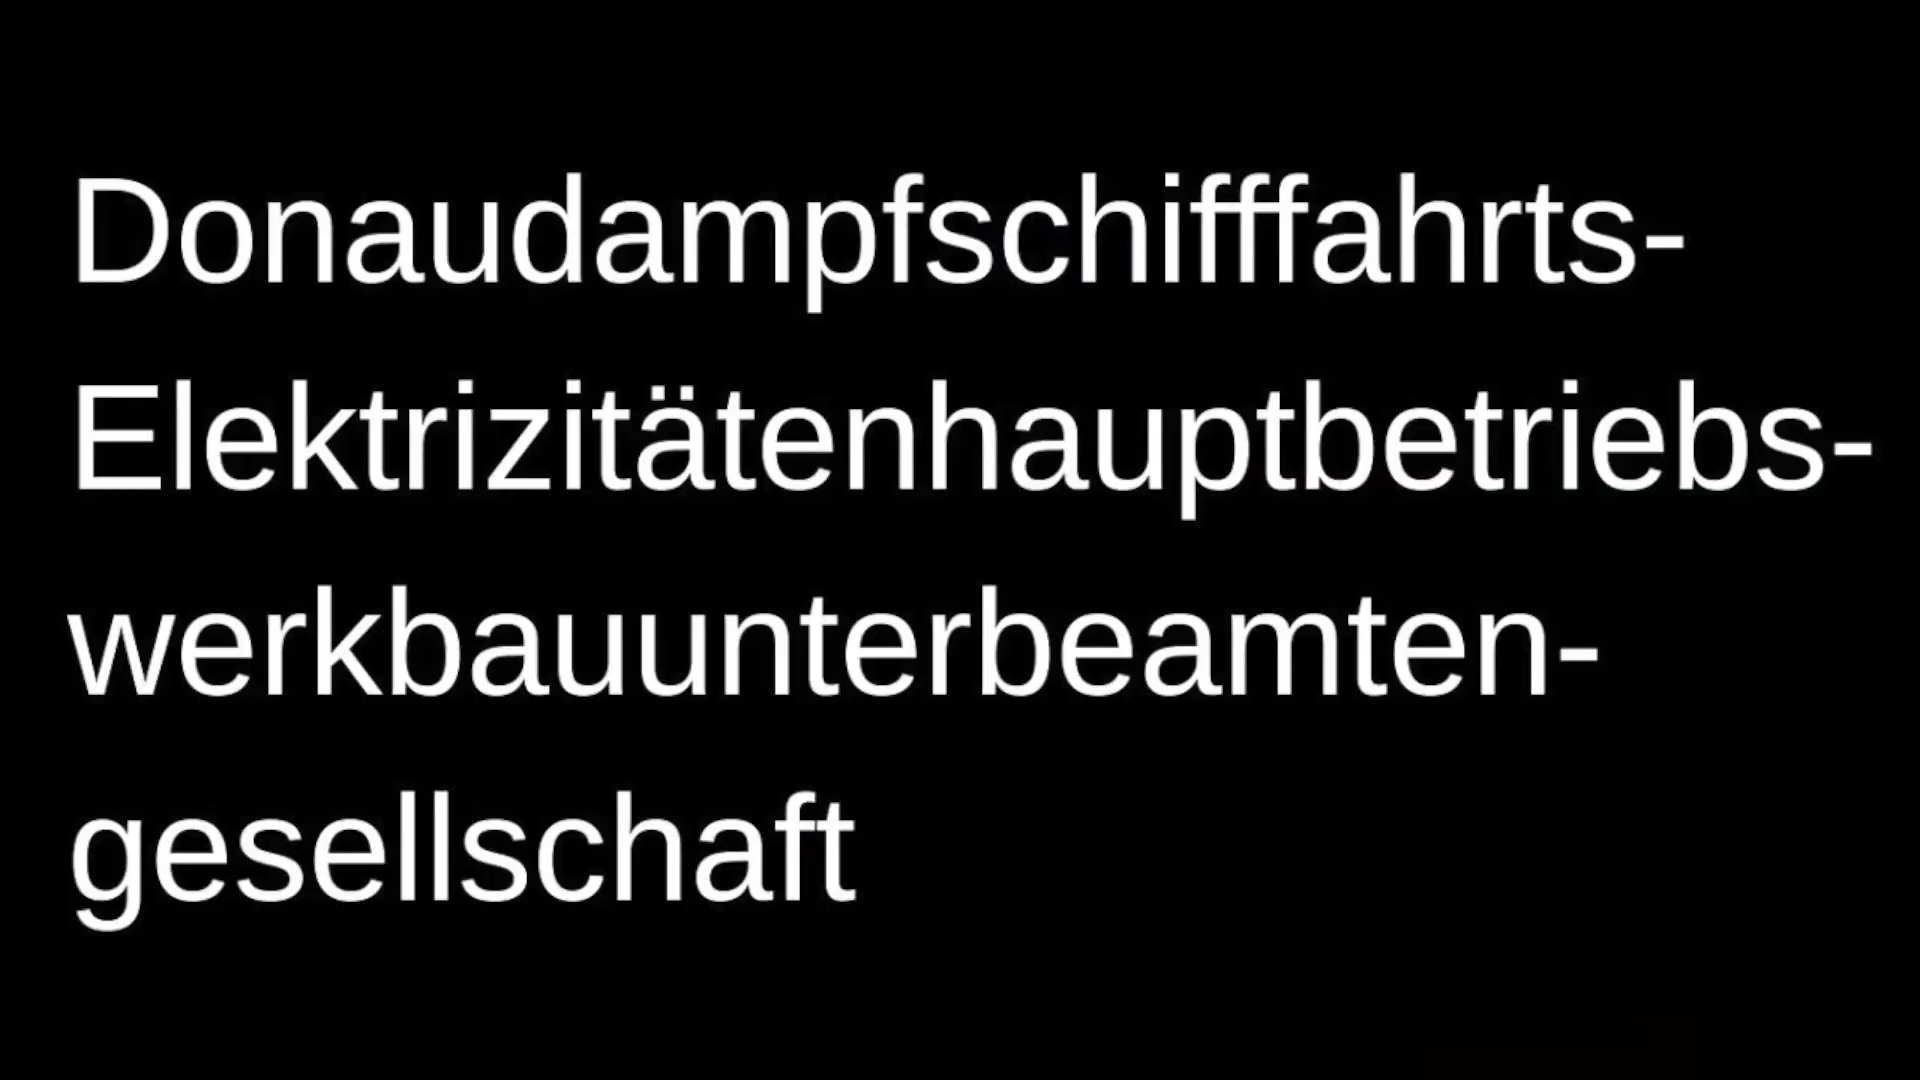 Donaudampfschifffahrts-
Elektrizitätenhauptbetriebs-
werkbauunterbeamten-
gesellschaft